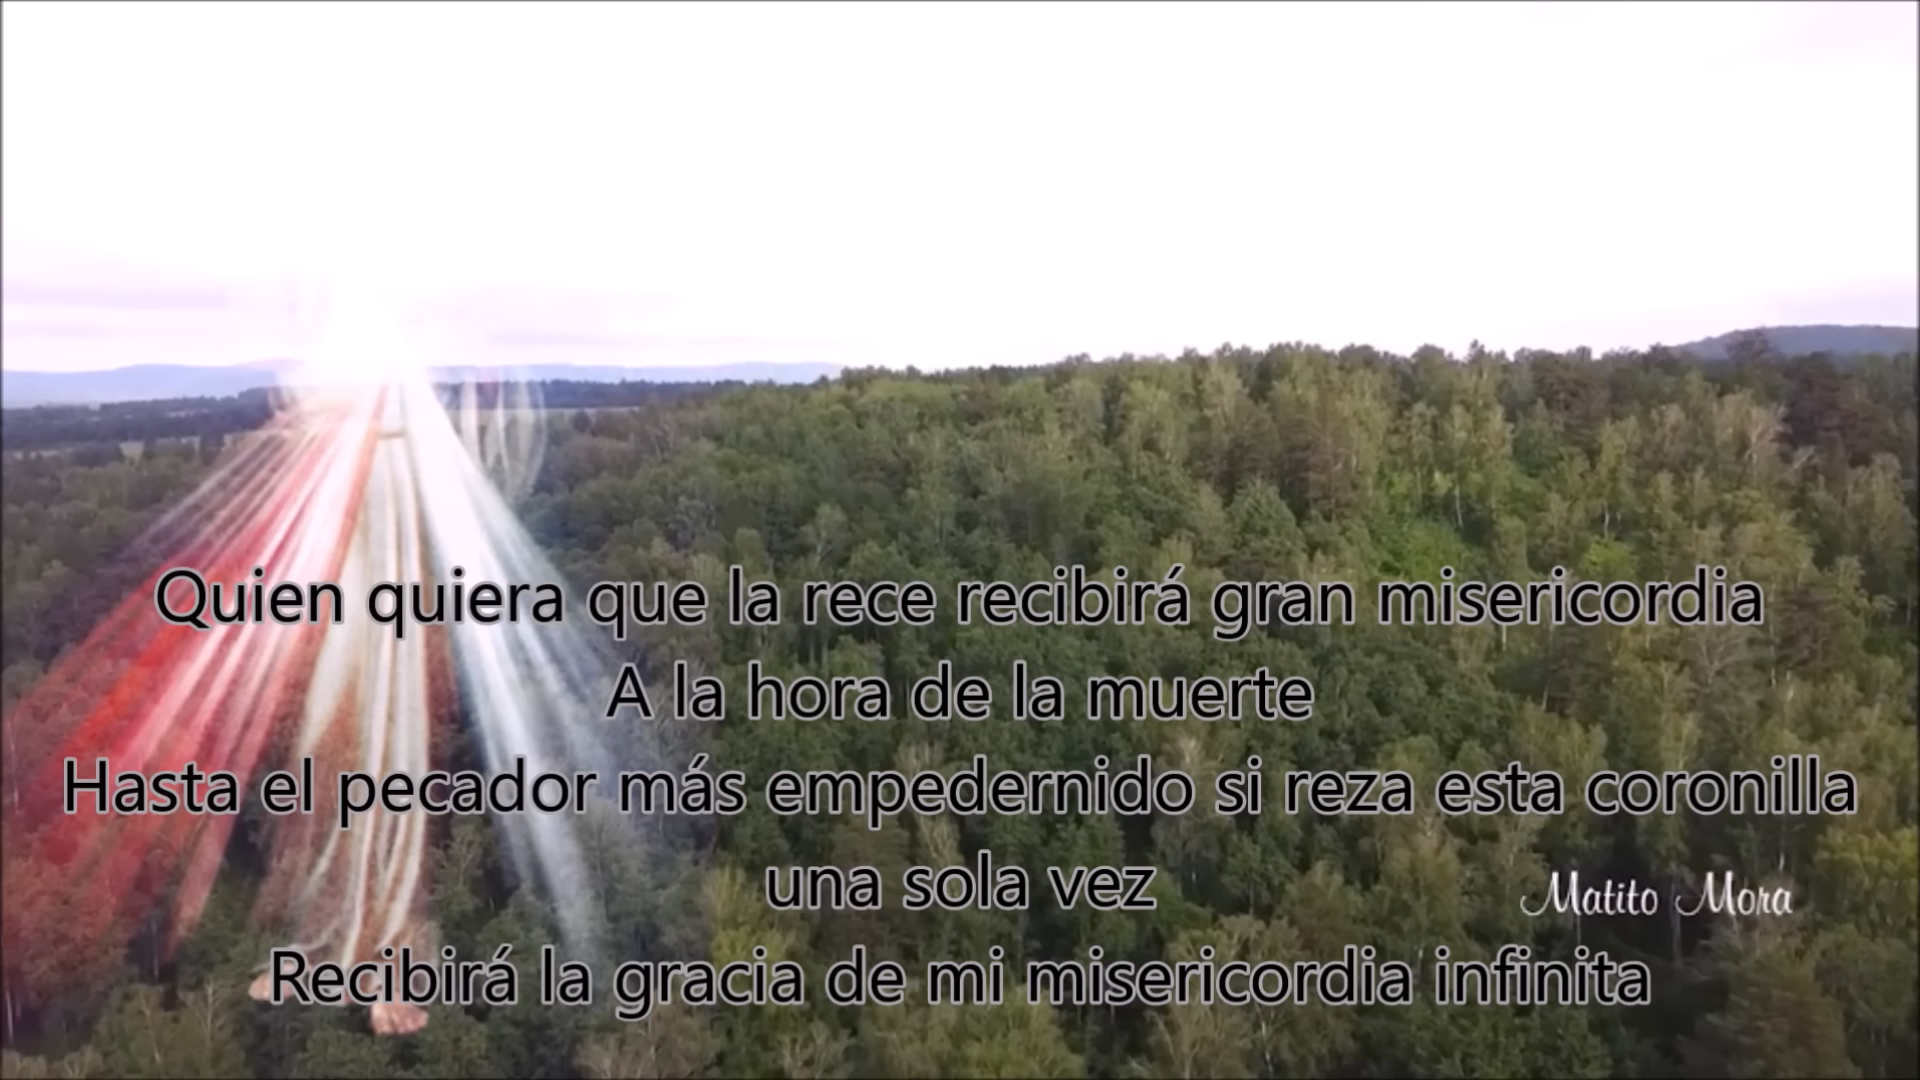 Quien quiera que la rece recibirá gran misericordia
A la hora de la muerte
Hasta el pecador más empedernido si reza esta coronilla
una sola vez
Matito Mora
Recibirá la gracia de mi misericordia infinita